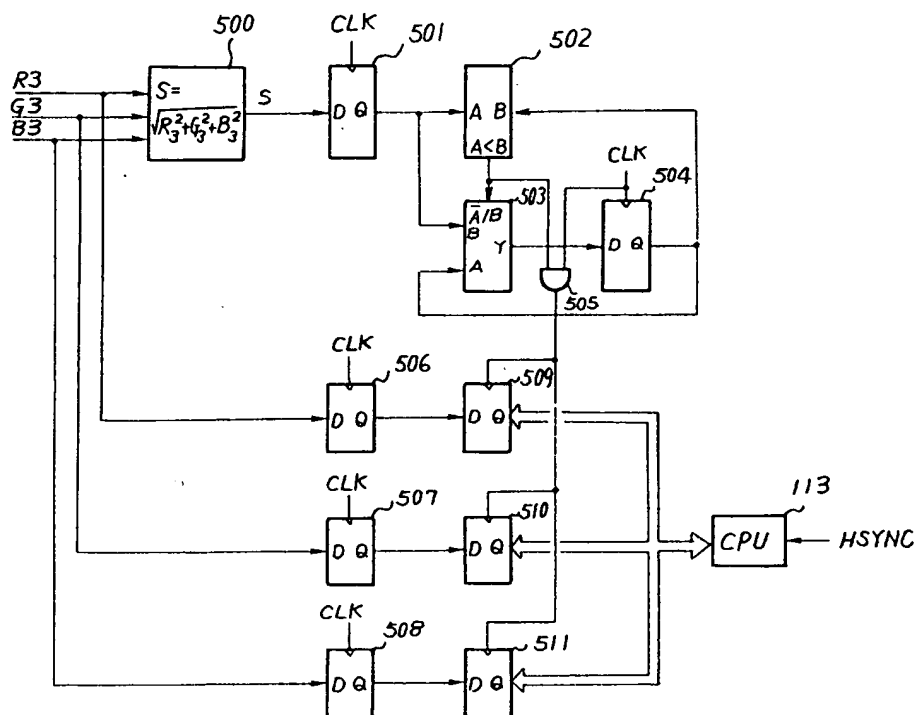 500
CLK
501
502
R3
G3
B3
S=
√R₃²+G₃²+B₃²
S
D Q
A B
A<B
CLK
504
503
A̅/B
B
Y
A
D Q
505
CLK
506
509
D Q
D Q
CLK
507
510
113
D Q
D Q
CPU
HSYNC
CLK
508
511
D Q
D Q